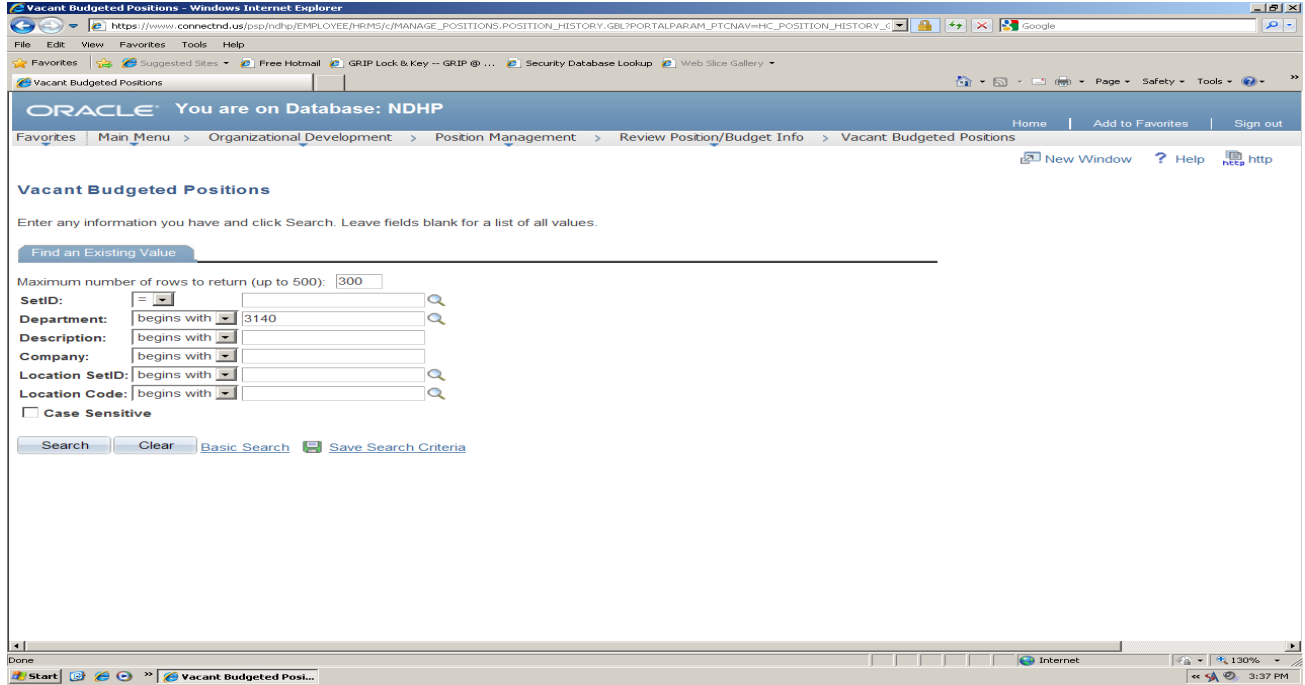 Vacant Budgeted Positions - Windows Internet Explorer
https://www.connectnd.us/psp/ndhp/EMPLOYEE/HRMS/c/MANAGE_POSITIONS.POSITION_HISTORY.GBL?PORTALPARAM_PTCNAV=HC_POSITION_HISTORY_G Google
File Edit View Favorites Tools Help
Favorites Suggested Sites Free Hotmail GRIP Lock & Key -- GRIP @ ... Security Database Lookup Web Slice Gallery
Vacant Budgeted Positions Page Safety Tools »
ORACLE You are on Database: NDHP
Home Add to Favorites Sign out
Favorites Main Menu > Organizational Development > Position Management > Review Position/Budget Info > Vacant Budgeted Positions
New Window ? Help http http
Vacant Budgeted Positions
Enter any information you have and click Search. Leave fields blank for a list of all values.
Find an Existing Value
Maximum number of rows to return (up to 500): 300
SetID: =
Department: begins with 3140
Description: begins with
Company: begins with
Location SetID: begins with
Location Code: begins with
Case Sensitive
Search Clear Basic Search Save Search Criteria
Done Internet 130%
Start » Vacant Budgeted Posi... « 3:37 PM